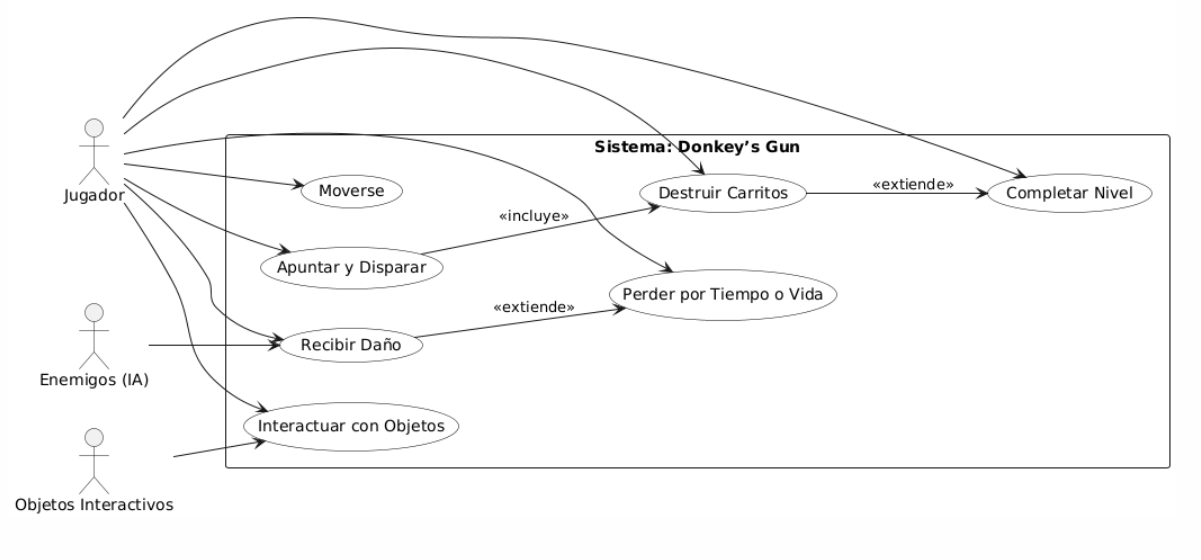 Sistema: Donkey’s Gun
Jugador
Moverse
Destruir Carritos
«extiende»
Completar Nivel
«incluye»
Apuntar y Disparar
Perder por Tiempo o Vida
«extiende»
Recibir Daño
Enemigos (IA)
Interactuar con Objetos
Objetos Interactivos